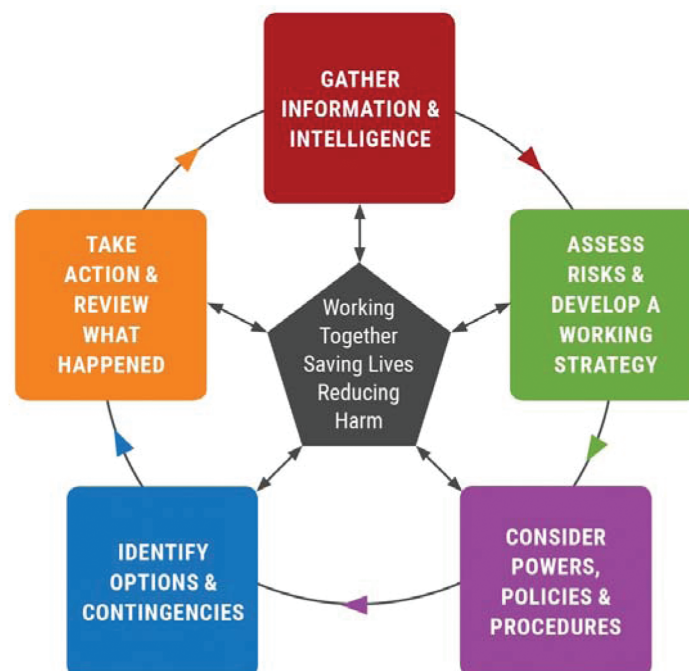 GATHER
INFORMATION &
INTELLIGENCE
ASSESS
RISKS &
DEVELOP A
WORKING
STRATEGY
CONSIDER
POWERS,
POLICIES &
PROCEDURES
IDENTIFY
OPTIONS &
CONTINGENCIES
TAKE
ACTION &
REVIEW
WHAT
HAPPENED
Working
Together
Saving Lives
Reducing
Harm